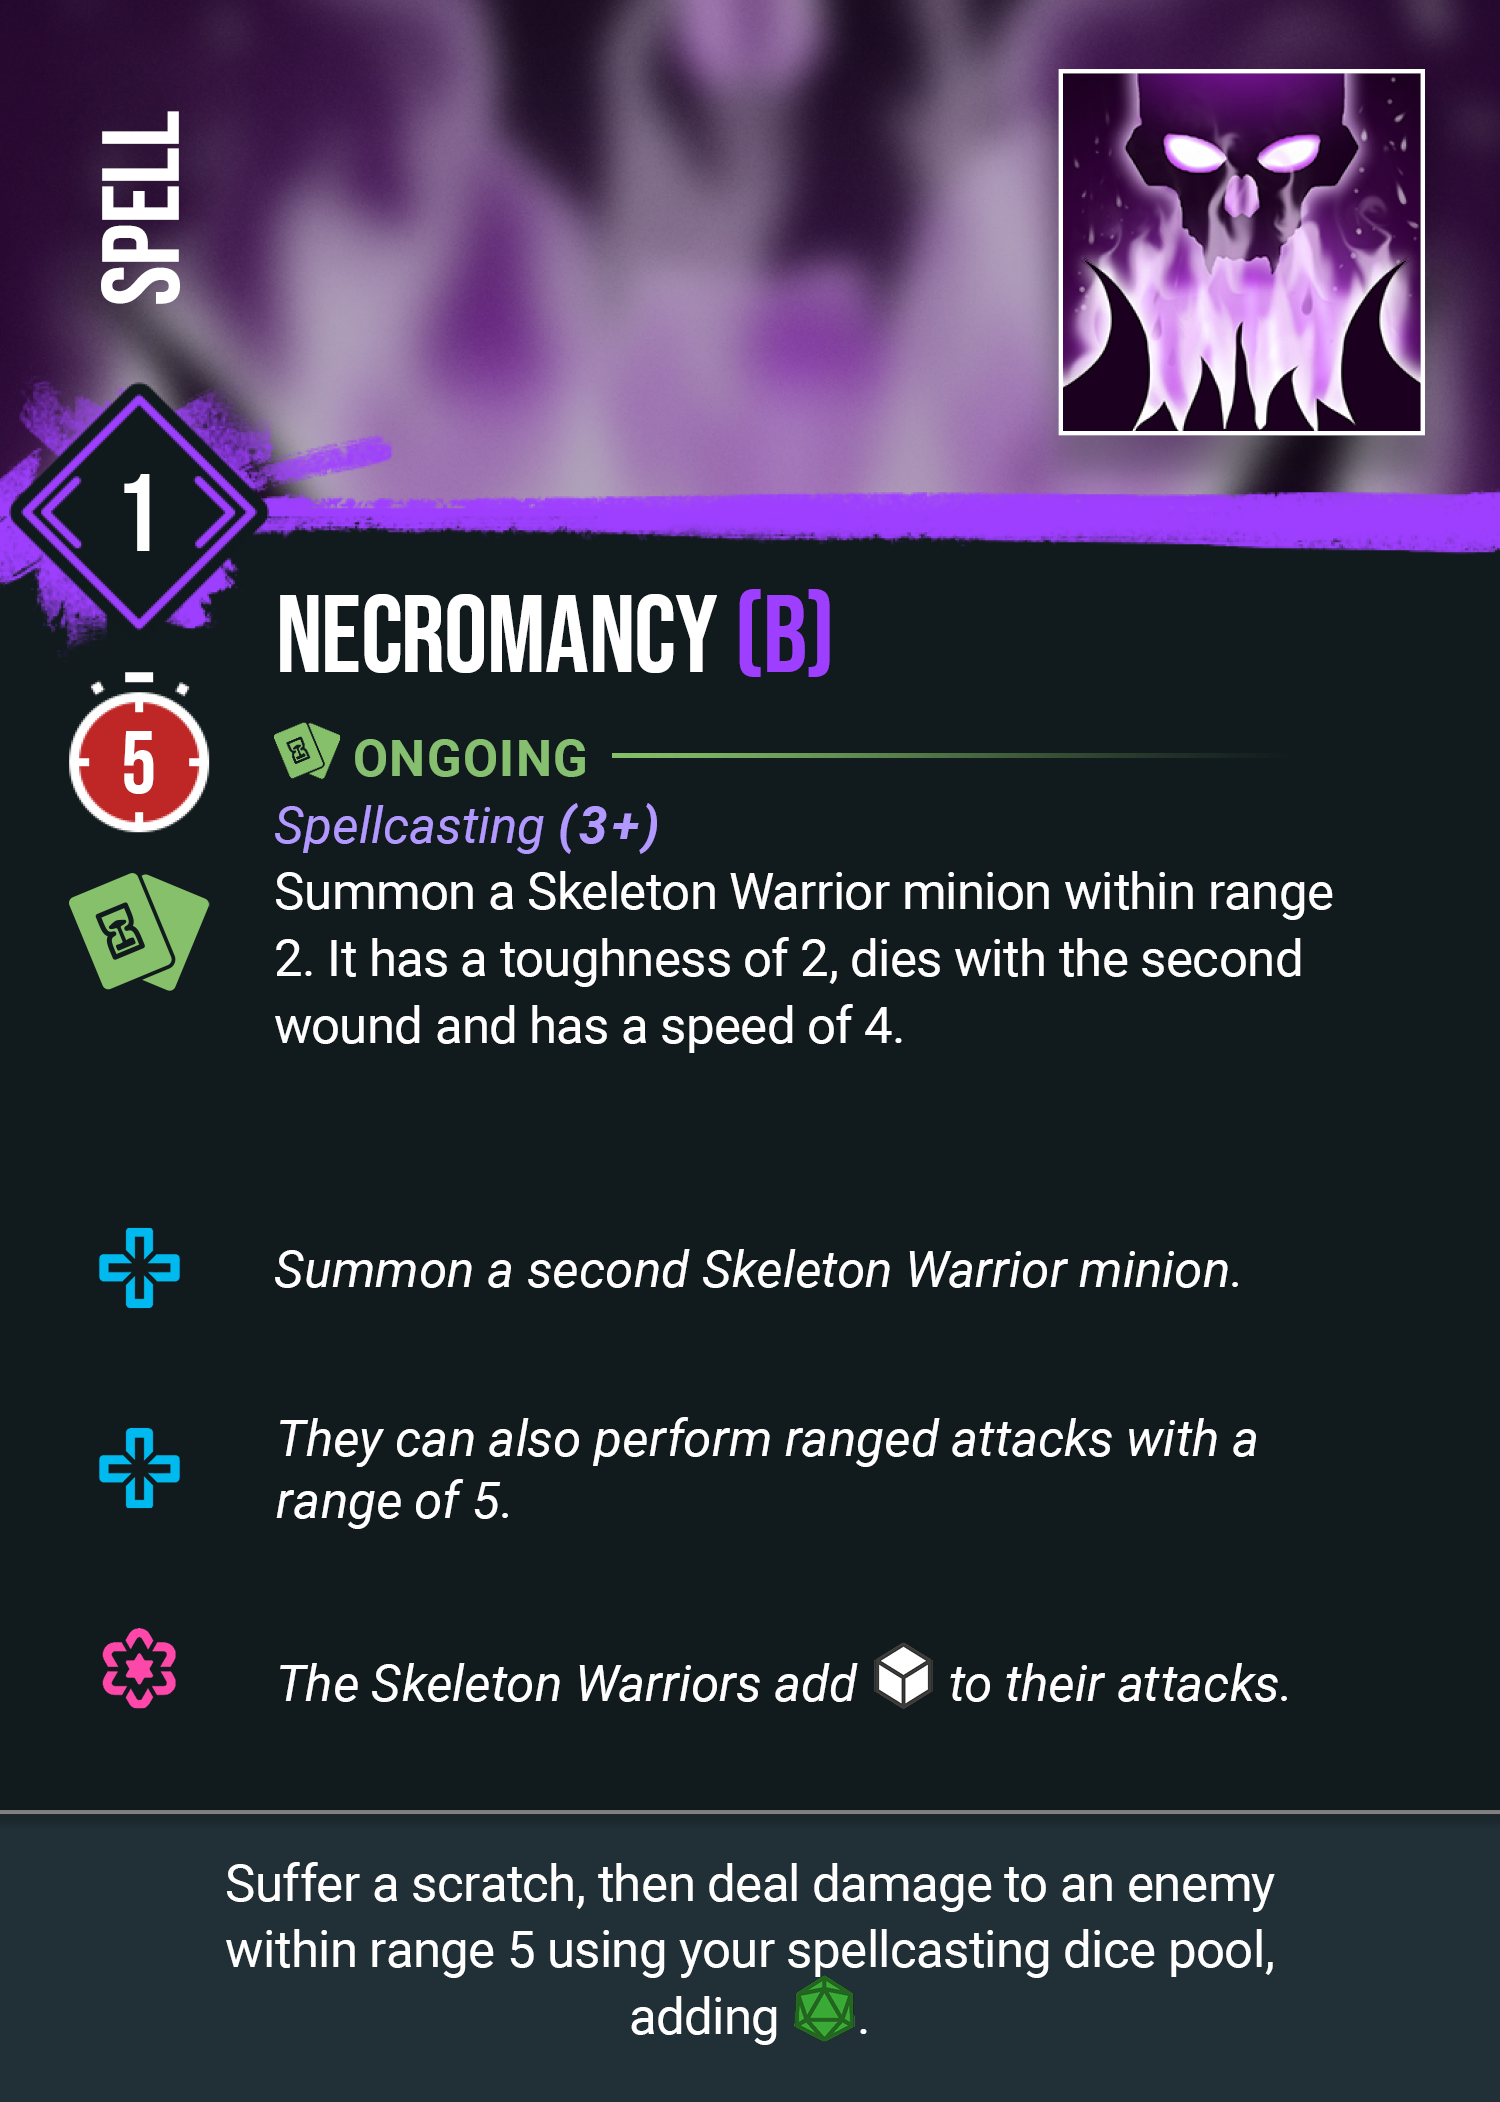 SPELL
1
NECROMANCY (B)
5
ONGOING
Spellcasting (3+)
Summon a Skeleton Warrior minion within range
2. It has a toughness of 2, dies with the second
wound and has a speed of 4.
Summon a second Skeleton Warrior minion.
They can also perform ranged attacks with a
range of 5.
The Skeleton Warriors add to their attacks.
Suffer a scratch, then deal damage to an enemy
within range 5 using your spellcasting dice pool,
adding .